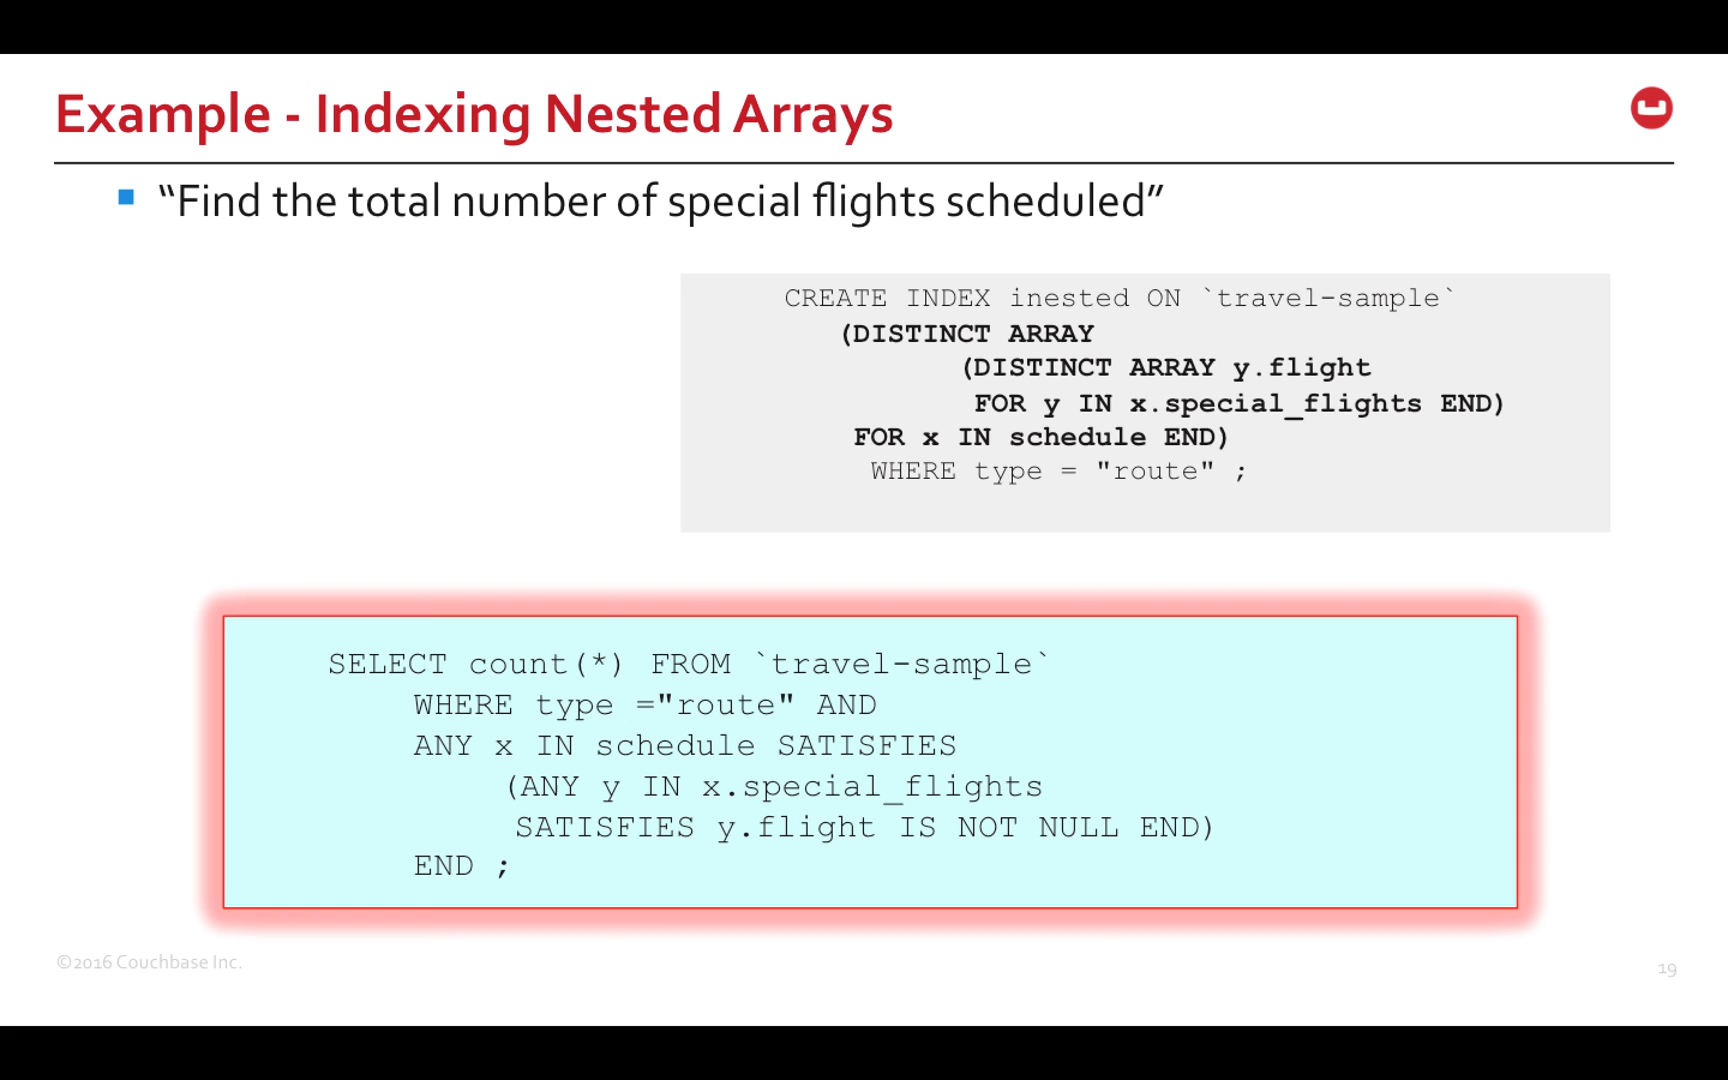 Example - Indexing Nested Arrays
“Find the total number of special flights scheduled”
CREATE INDEX inested ON `travel-sample`
(DISTINCT ARRAY
(DISTINCT ARRAY y.flight
FOR y IN x.special_flights END)
FOR x IN schedule END)
WHERE type = "route" ;
SELECT count(*) FROM `travel-sample`
WHERE type ="route" AND
ANY x IN schedule SATISFIES
(ANY y IN x.special_flights
SATISFIES y.flight IS NOT NULL END)
END ;
©2016 Couchbase Inc.
19